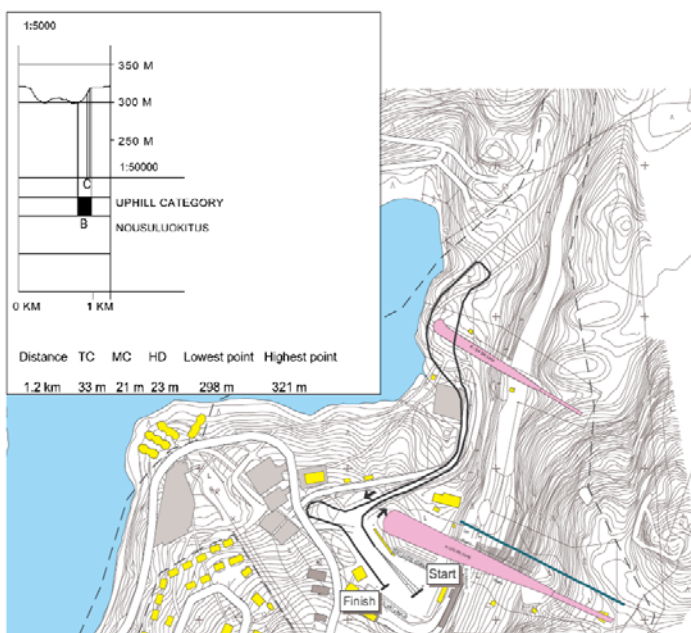 1:5000
350 M
300 M
250 M
1:50000
C
UPHILL CATEGORY
B
NOUSULUOKITUS
0 KM 1 KM
Distance TC MC HD Lowest point Highest point
1.2 km 33 m 21 m 23 m 298 m 321 m
Start
Finish